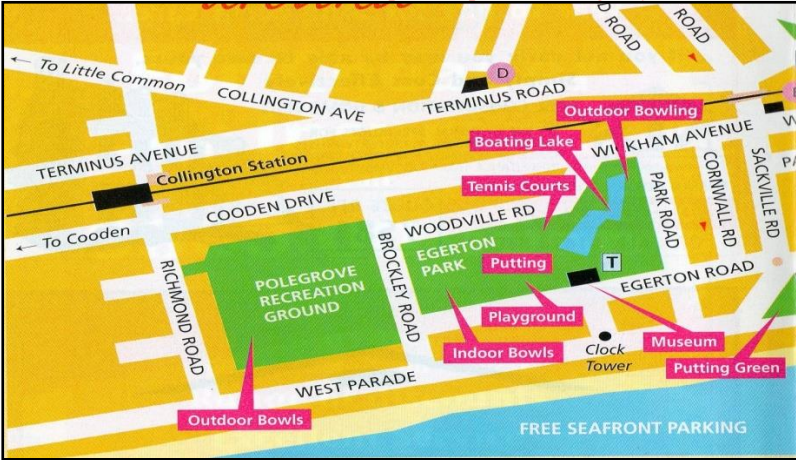 ← To Little Common
COLLINGTON AVE
D
TERMINUS ROAD
ROAD
ROAD
TERMINUS AVENUE
Collington Station
Outdoor Bowling
Boating Lake
WICKHAM AVENUE
Tennis Courts
COODEN DRIVE
← To Cooden
WOODVILLE RD
PARK ROAD
CORNWALL RD
SACKVILLE RD
RICHMOND ROAD
BROCKLEY ROAD
EGERTON
PARK
POLEGROVE
RECREATION
GROUND
Putting
T
EGERTON ROAD
Playground
Indoor Bowls
Museum
Clock
Tower
Putting Green
WEST PARADE
Outdoor Bowls
FREE SEAFRONT PARKING